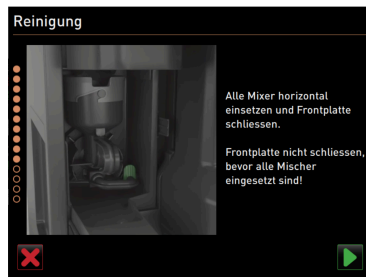 Reinigung
Alle Mixer horizontal
einsetzen und Frontplatte
schliessen.
Frontplatte nicht schliessen,
bevor alle Mischer
eingesetzt sind!